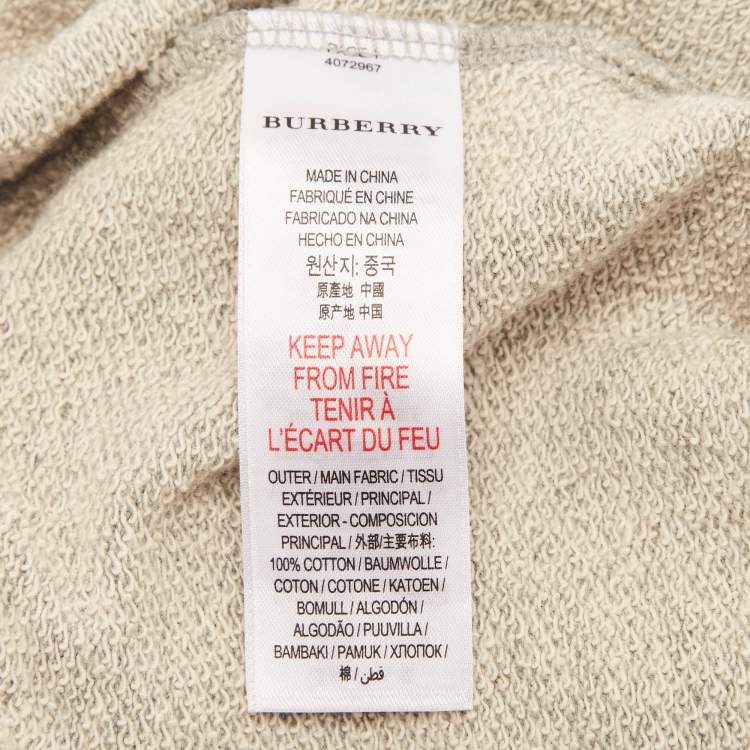 PAGE 1
4072967
BURBERRY
MADE IN CHINA
FABRIQUÉ EN CHINE
FABRICADO NA CHINA
HECHO EN CHINA
원산지: 중국
原產地 中國
原产地 中国
KEEP AWAY
FROM FIRE
TENIR À
L'ÉCART DU FEU
OUTER / MAIN FABRIC / TISSU
EXTÉRIEUR / PRINCIPAL /
EXTERIOR - COMPOSICION
PRINCIPAL / 外部/主要布料:
100% COTTON / BAUMWOLLE /
COTON / COTONE / KATOEN /
BOMULL / ALGODÓN /
ALGODÃO / PUUVILLA /
BAMBAKI / PAMUK / ХЛОПОК /
棉 / قطن /